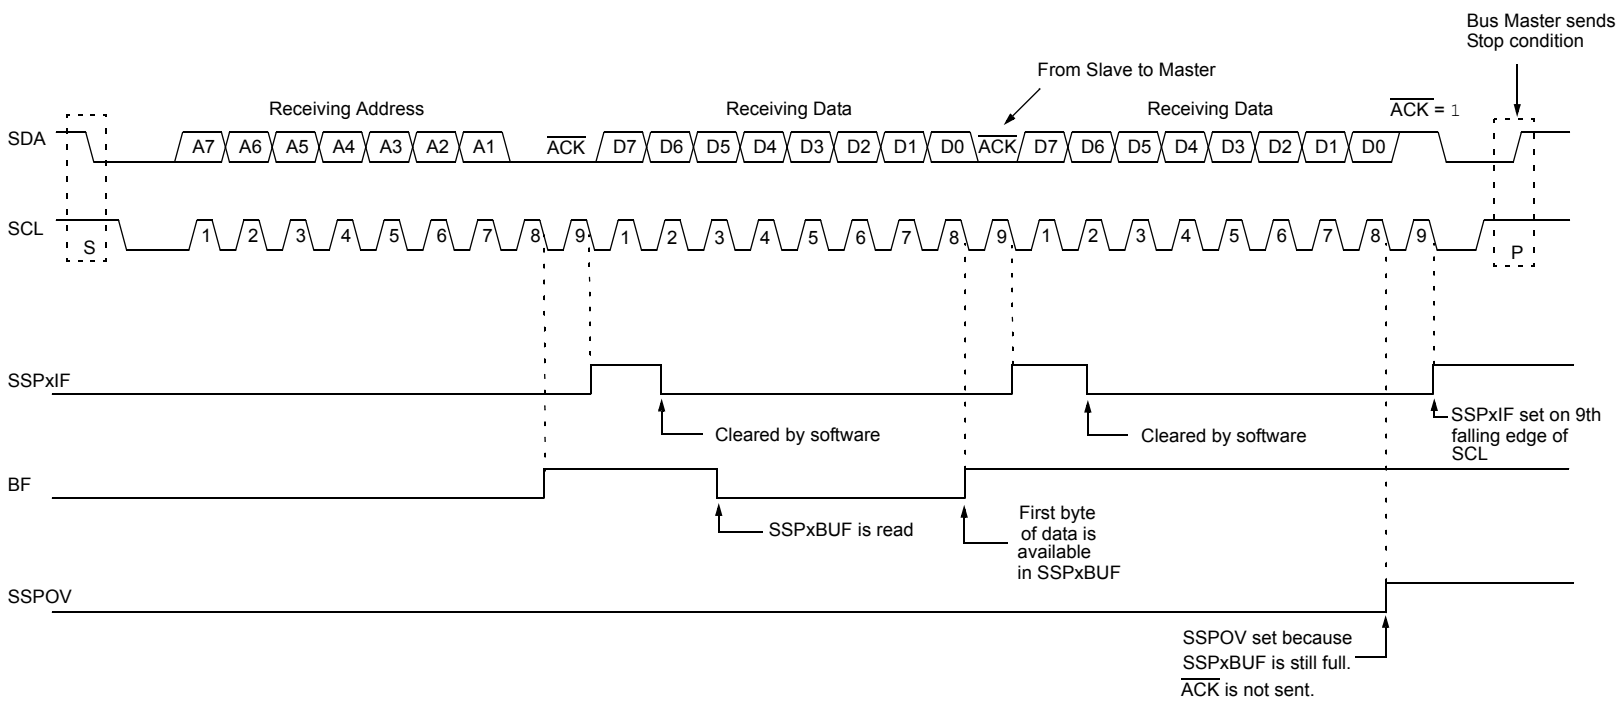 Bus Master sends
Stop condition
From Slave to Master
Receiving Address
Receiving Data
Receiving Data
ACK = 1
SDA
A7 A6 A5 A4 A3 A2 A1 ACK D7 D6 D5 D4 D3 D2 D1 D0 ACK D7 D6 D5 D4 D3 D2 D1 D0
SCL
S 1 2 3 4 5 6 7 8 9 1 2 3 4 5 6 7 8 9 1 2 3 4 5 6 7 8 9 P
SSPxIF
Cleared by software
Cleared by software
SSPxIF set on 9th
falling edge of
SCL
BF
SSPxBUF is read
First byte
of data is
available
in SSPxBUF
SSPOV
SSPOV set because
SSPxBUF is still full.
ACK is not sent.